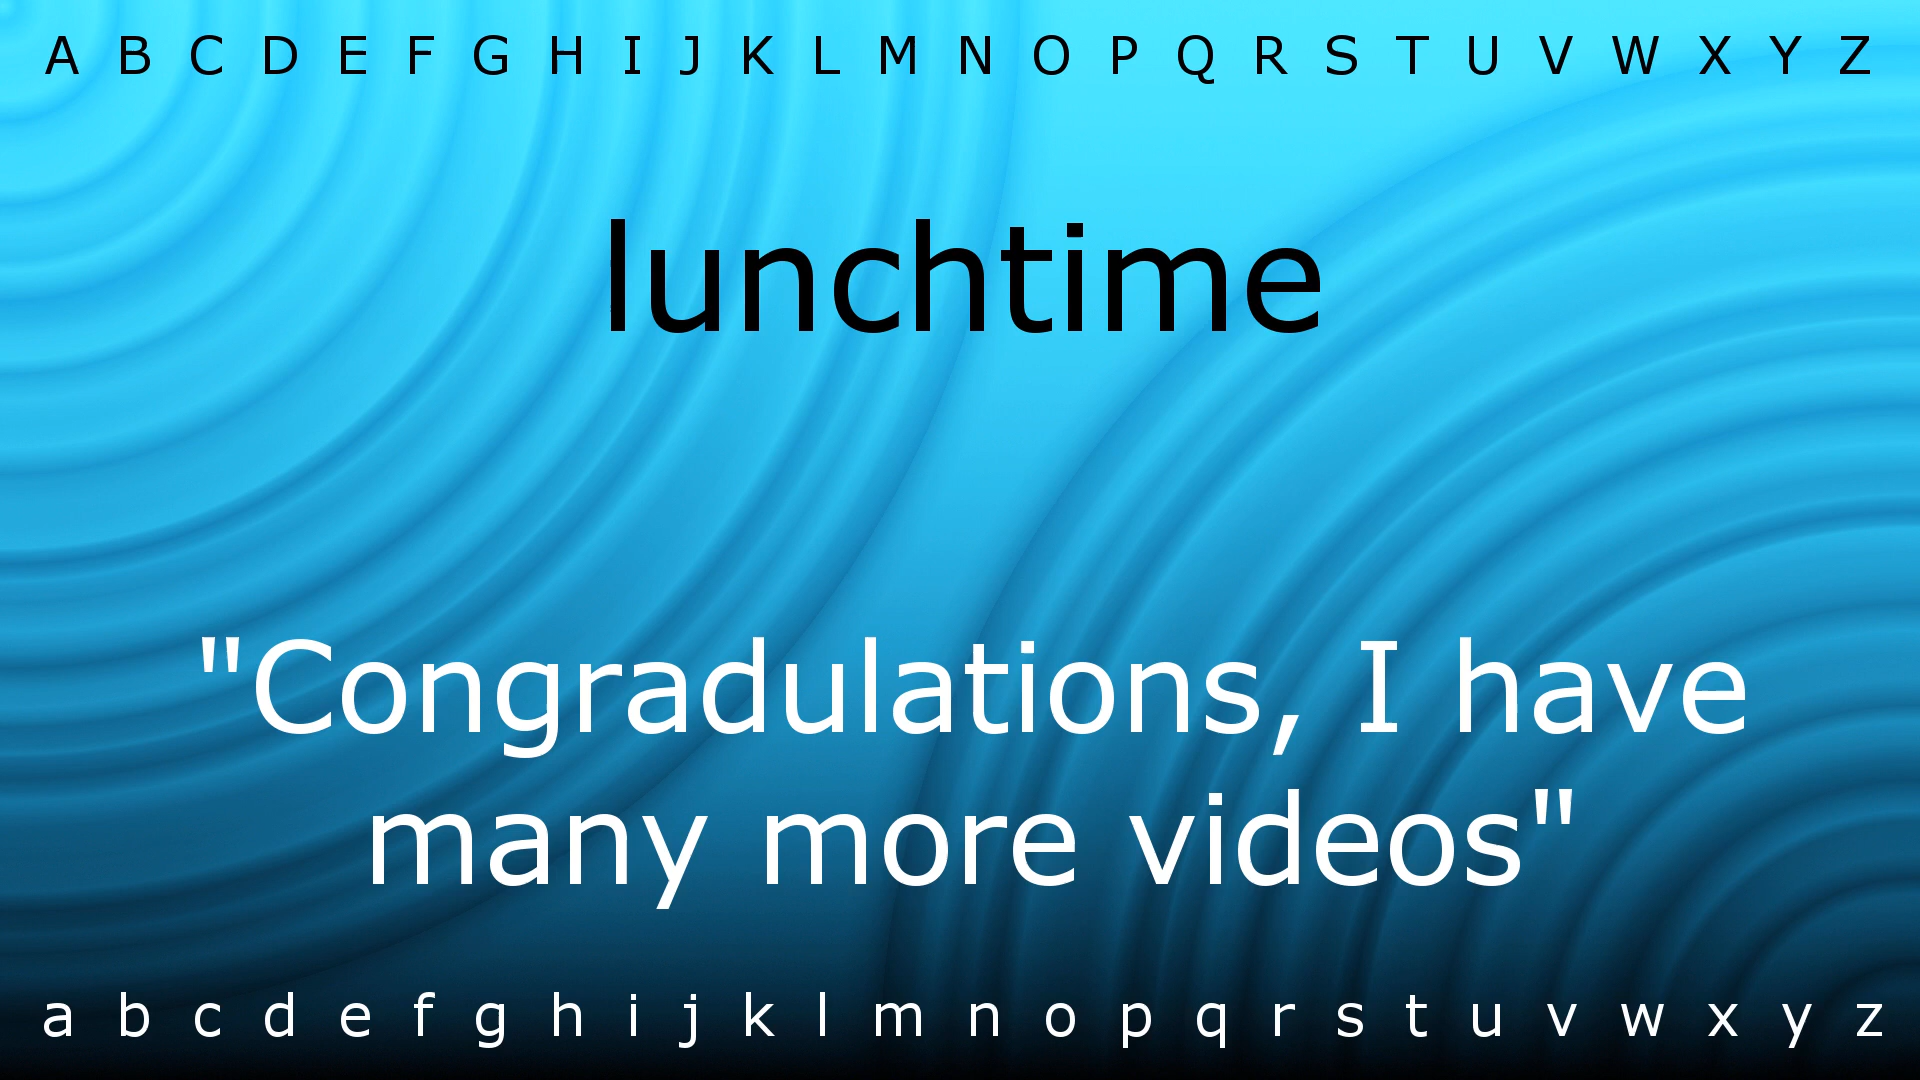 A B C D E F G H I J K L M N O P Q R S T U V W X Y Z
lunchtime
"Congradulations, I have
many more videos"
a b c d e f g h i j k l m n o p q r s t u v w x y z